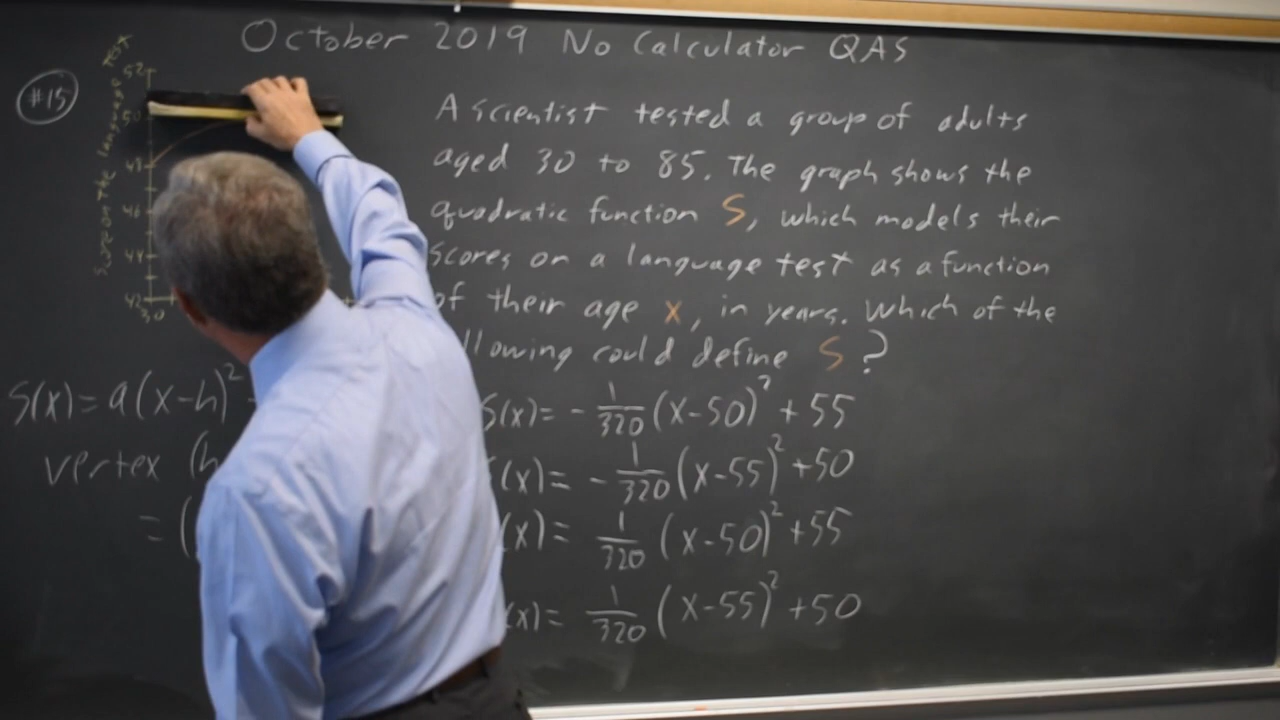 October 2019 No Calculator QAS
#15
Score on the language test
52
50
48
46
44
42
30
A scientist tested a group of adults
aged 30 to 85. The graph shows the
quadratic function S, which models their
scores on a language test as a function
of their age x, in years. Which of the
llowing could define S?
S(x) = a(x-h)²
vertex (h
= (
S(x) = - 1/320 (x-50)² + 55
(x) = - 1/320 (x-55)² + 50
(x) = 1/320 (x-50)² + 55
(x) = 1/320 (x-55)² + 50